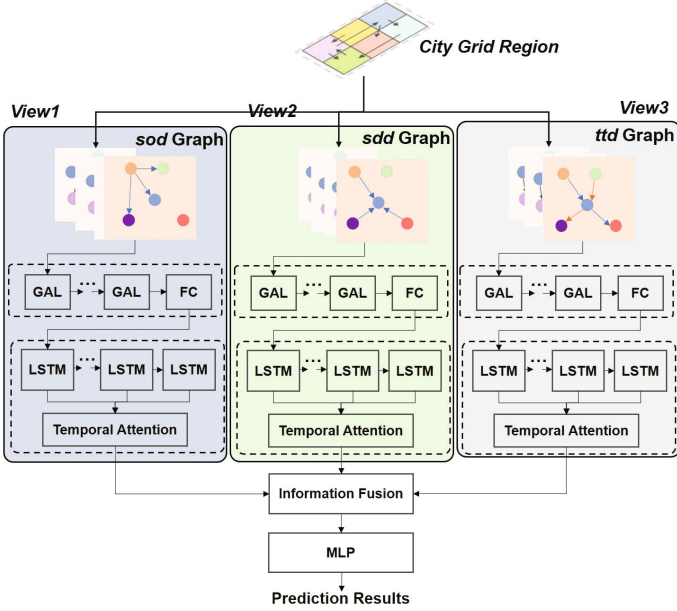 City Grid Region
View1
View2
View3
sod Graph
sdd Graph
ttd Graph
GAL ... GAL FC
GAL ... GAL FC
GAL ... GAL FC
LSTM ... LSTM LSTM
LSTM ... LSTM LSTM
LSTM ... LSTM LSTM
Temporal Attention
Temporal Attention
Temporal Attention
Information Fusion
MLP
Prediction Results